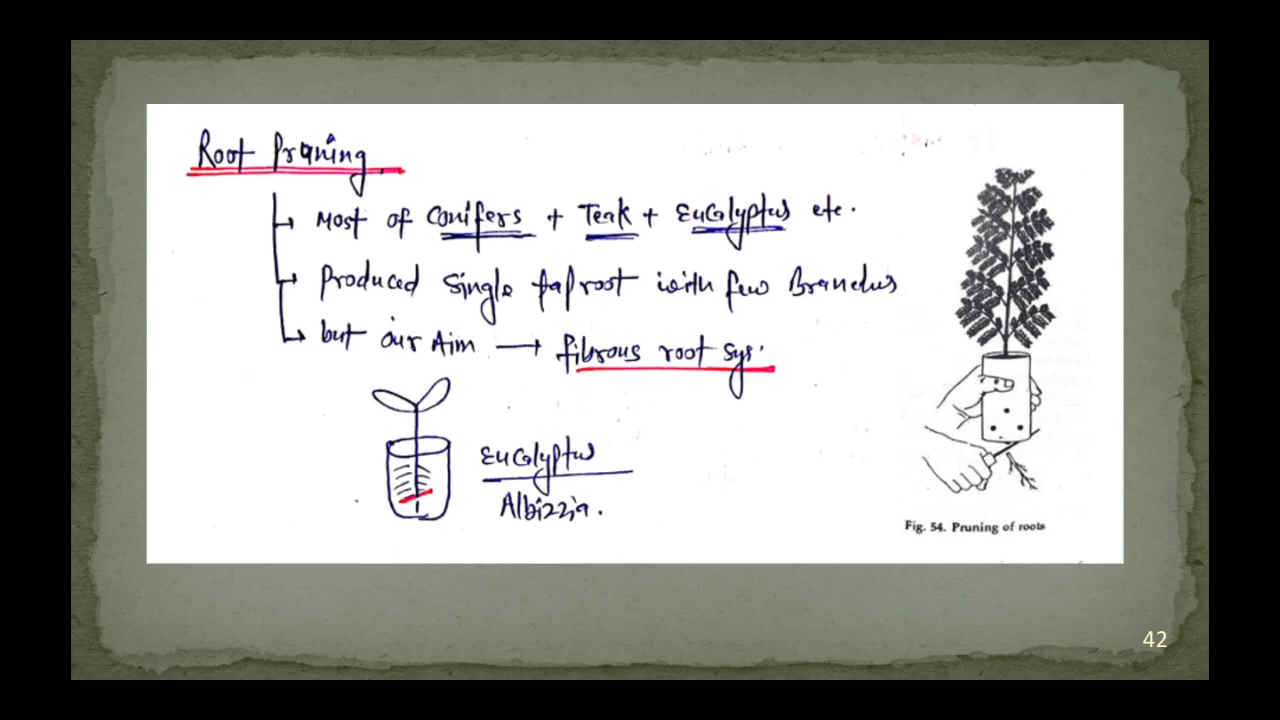 Root Pruning
Most of Conifers + Teak + Eucalyptus etc.
Produced Single taproot with few Branches
but our Aim → fibrous root sys.
Eucalyptus
Albizzia.
Fig. 54. Pruning of roots
42